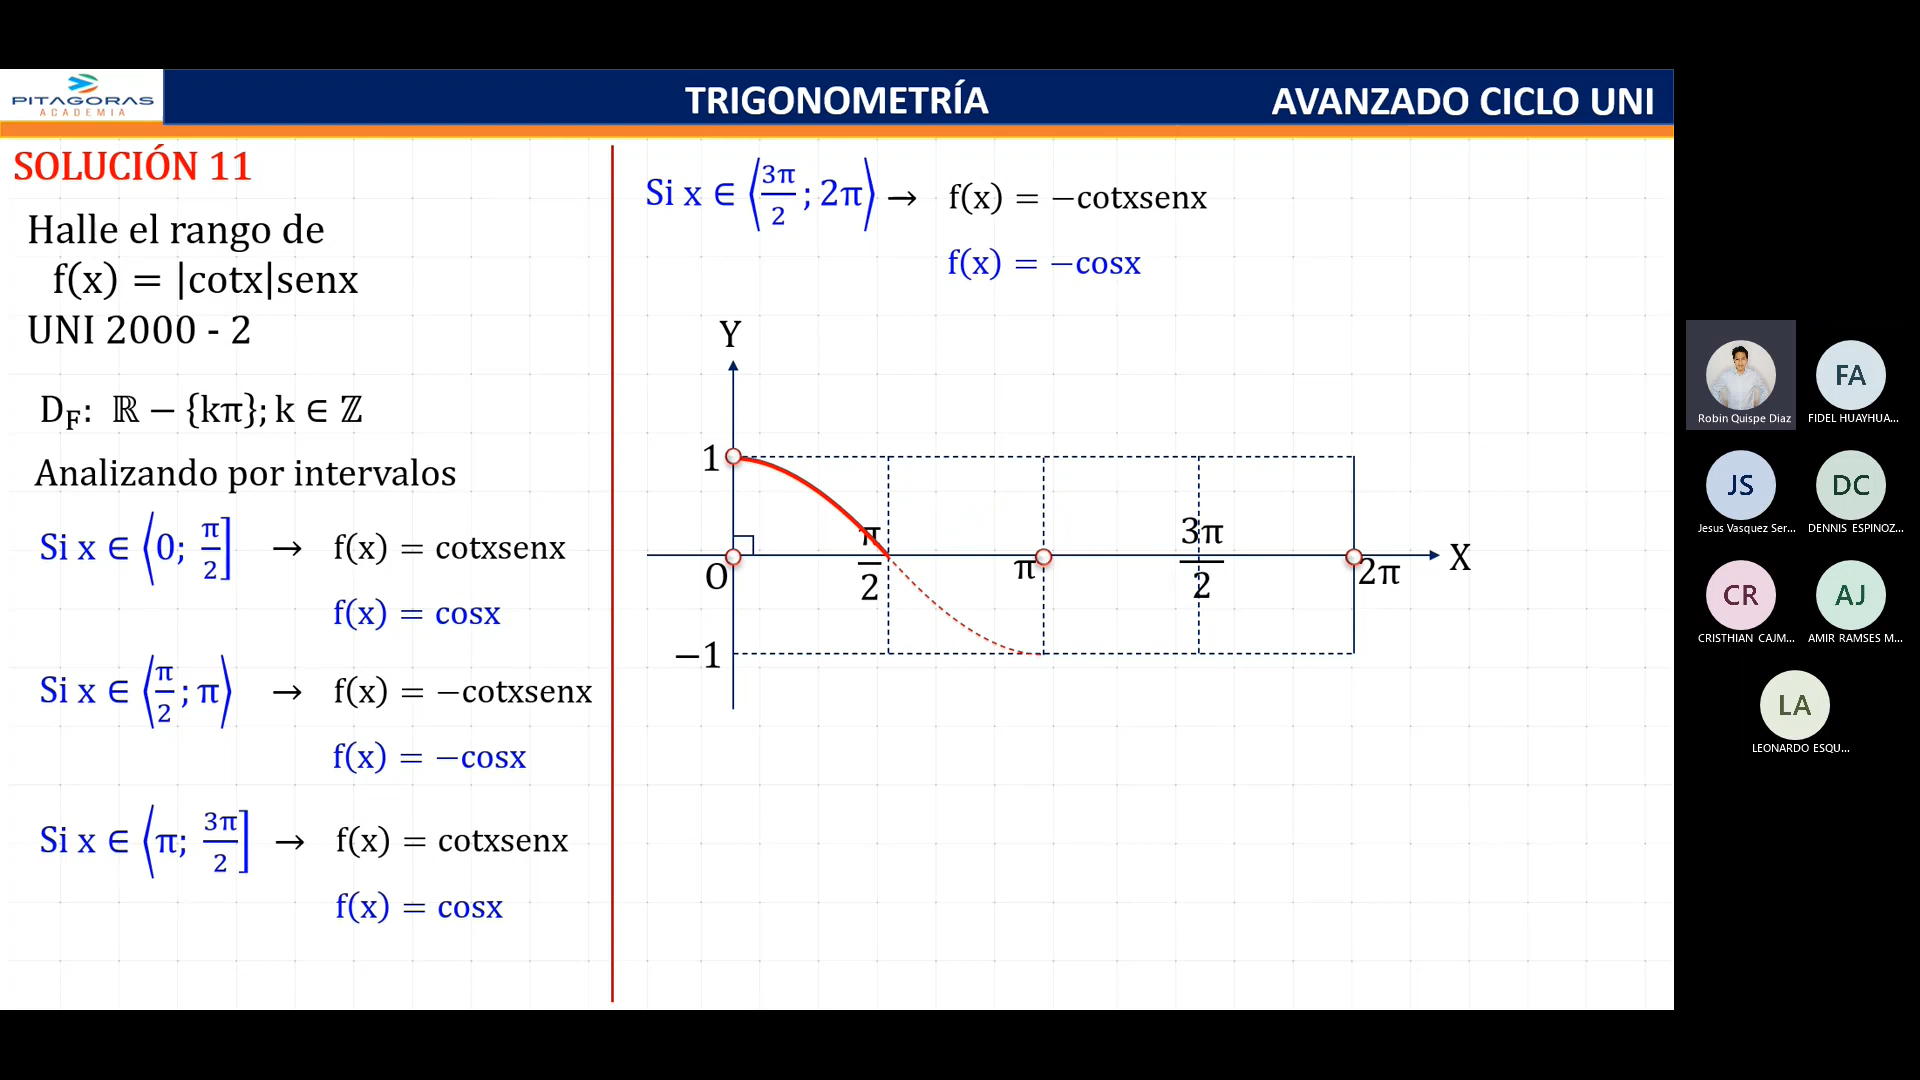 PITAGORAS
ACADEMIA
TRIGONOMETRÍA
AVANZADO CICLO UNI
SOLUCIÓN 11
Halle el rango de
f(x) = |cotx|senx
UNI 2000 - 2
D_F: ℝ − {kπ}; k ∈ ℤ
Analizando por intervalos
Si x ∈ ⟨0; π/2] → f(x) = cotxsenx
f(x) = cosx
Si x ∈ ⟨π/2; π⟩ → f(x) = −cotxsenx
f(x) = −cosx
Si x ∈ ⟨π; 3π/2] → f(x) = cotxsenx
f(x) = cosx
Si x ∈ ⟨3π/2; 2π⟩ → f(x) = −cotxsenx
f(x) = −cosx
Y
1
O
π/2
π
3π/2
2π
X
−1
Robin Quispe Diaz
FA
FIDEL HUAYHUA...
JS
Jesus Vasquez Ser...
DC
DENNIS ESPINOZ...
CR
CRISTHIAN CAJM...
AJ
AMIR RAMSES M...
LA
LEONARDO ESQU...